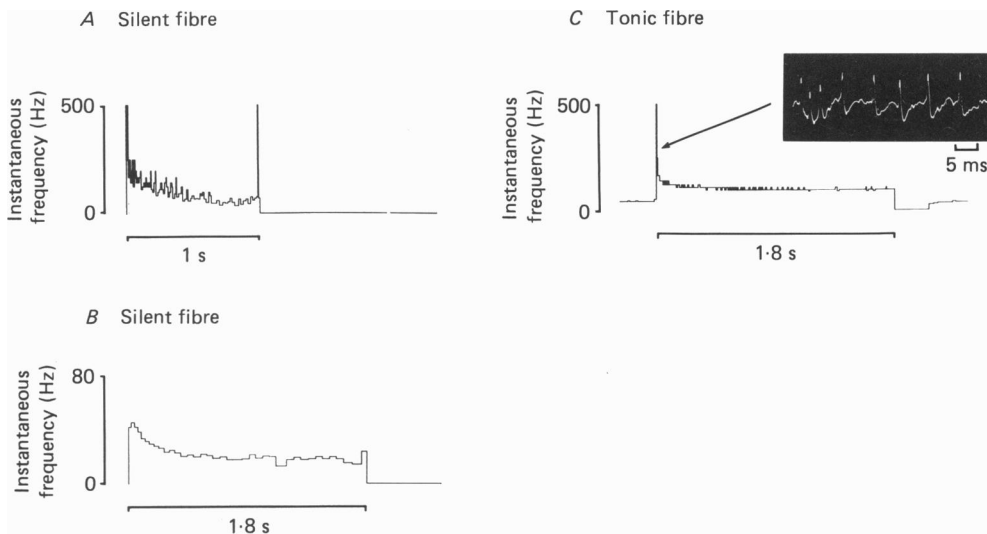 A Silent fibre
500
0
Instantaneous
frequency (Hz)
1 s
B Silent fibre
80
0
Instantaneous
frequency (Hz)
1·8 s
C Tonic fibre
500
0
Instantaneous
frequency (Hz)
5 ms
1·8 s